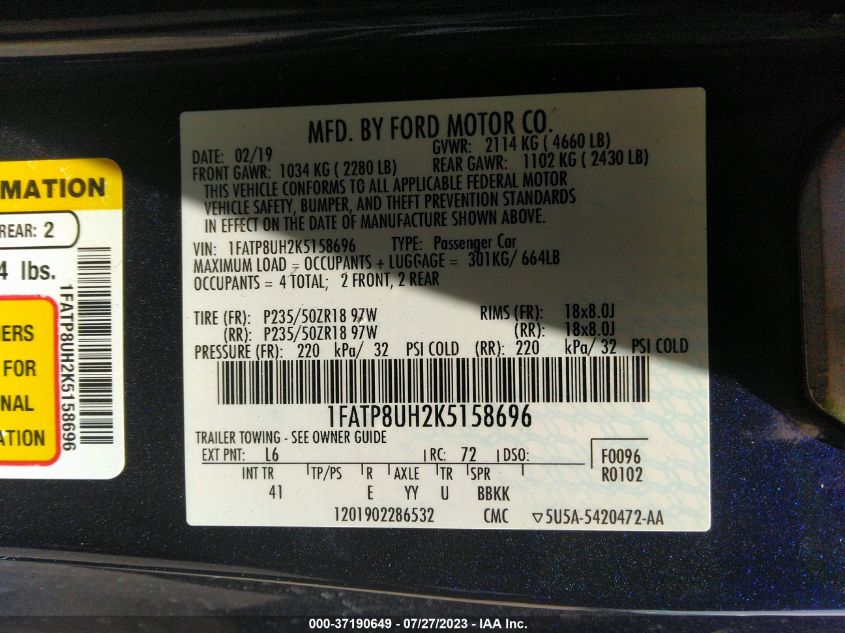 MFD. BY FORD MOTOR CO.
DATE: 02/19
GVWR: 2114 KG ( 4660 LB)
FRONT GAWR: 1034 KG ( 2280 LB)
REAR GAWR: 1102 KG ( 2430 LB)
THIS VEHICLE CONFORMS TO ALL APPLICABLE FEDERAL MOTOR
VEHICLE SAFETY, BUMPER, AND THEFT PREVENTION STANDARDS
IN EFFECT ON THE DATE OF MANUFACTURE SHOWN ABOVE.
VIN: 1FATP8UH2K5158696 TYPE: Passenger Car
MAXIMUM LOAD = OCCUPANTS + LUGGAGE = 301KG/ 664LB
OCCUPANTS = 4 TOTAL; 2 FRONT, 2 REAR
TIRE (FR): P235/50ZR18 97W RIMS (FR): 18x8.0J
(RR): P235/50ZR18 97W (RR): 18x8.0J
PRESSURE (FR): 220 kPa/ 32 PSI COLD (RR): 220 kPa/ 32 PSI COLD
1FATP8UH2K5158696
TRAILER TOWING - SEE OWNER GUIDE
EXT PNT: L6 RC: 72 DSO:
F0096
R0102
INT TR TP/PS R AXLE TR SPR
41 E YY U BBKK
1201902286532 CMC ▽5U5A-5420472-AA
MATION
REAR: 2
4 lbs.
ERS
FOR
NAL
ATION
1FATP8UH2K5158696
000-37190649 / 07/27/2023 - IAA Inc.